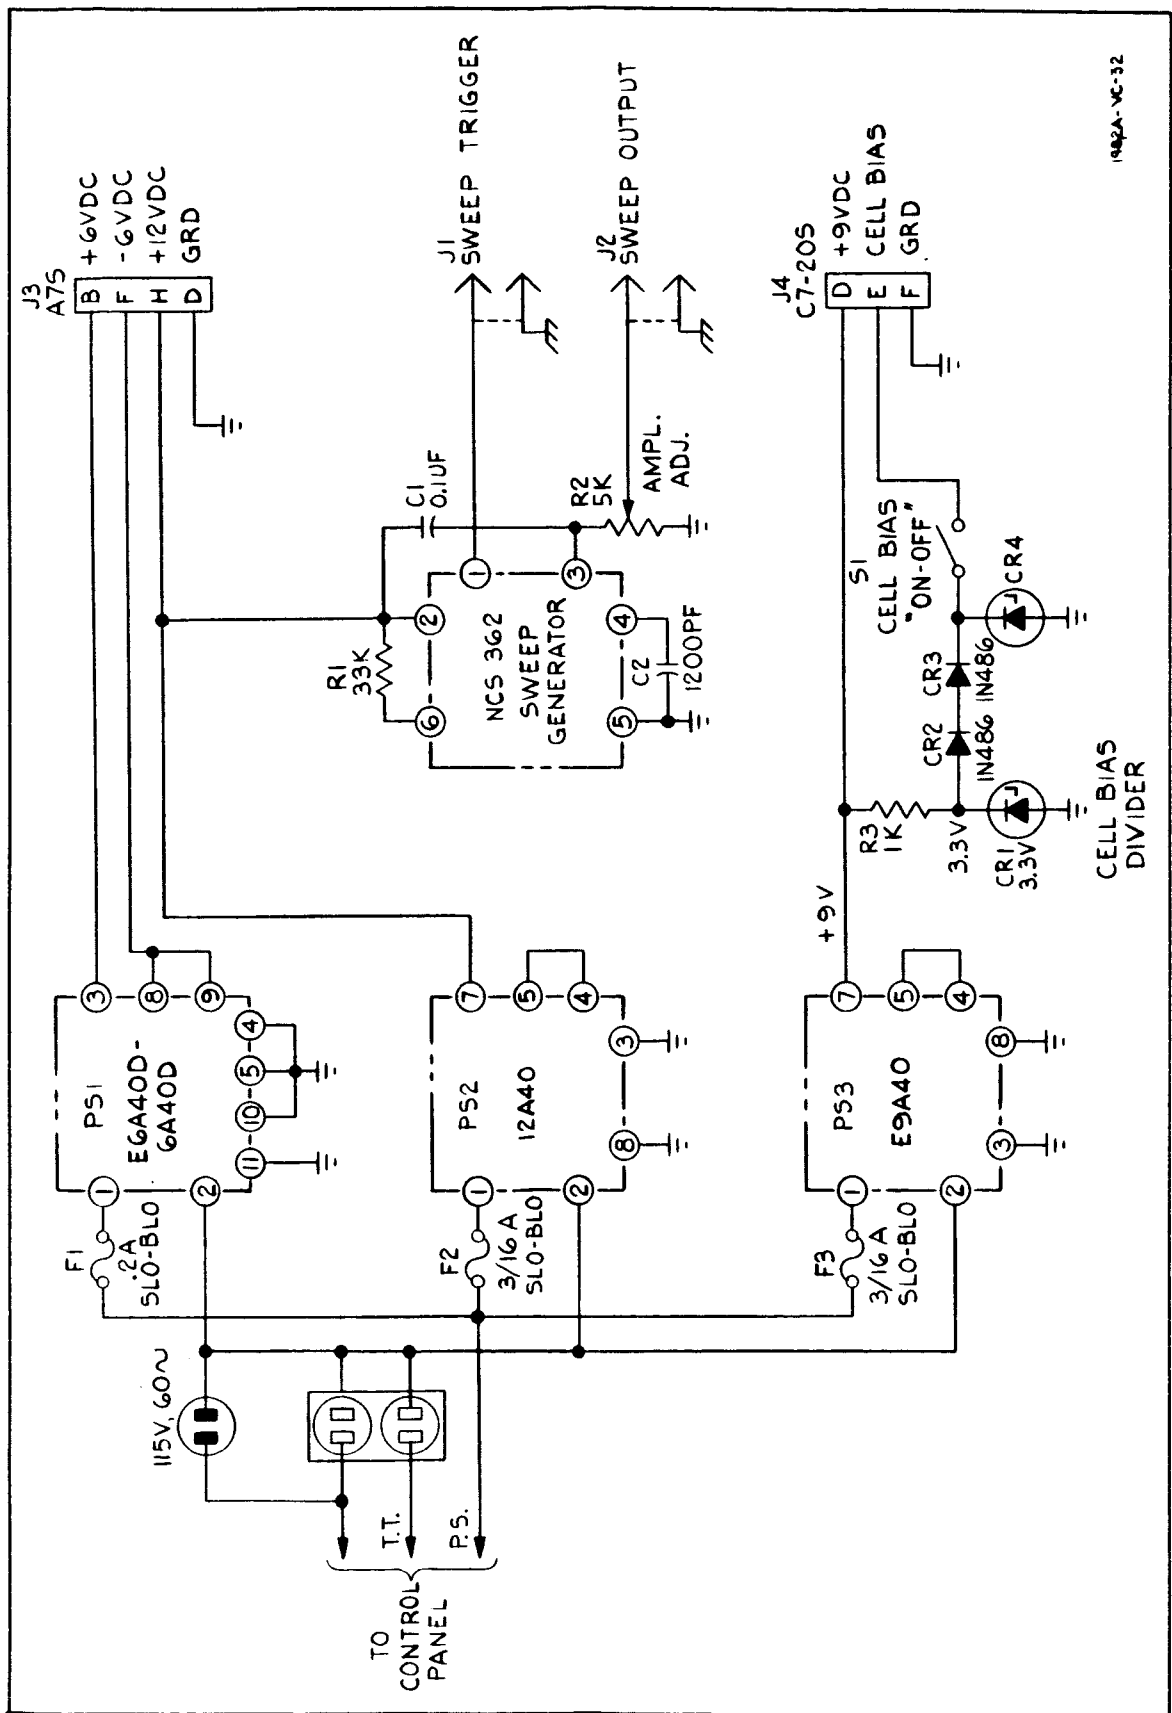 115V, 60~
TO
CONTROL
PANEL
T.T.
P.S.
F1
.2A
SLO-BLO
F2
3/16 A
SLO-BLO
F3
3/16 A
SLO-BLO
PS1
E6A40D-
6A40D
1
2
3
8
9
4
5
10
11
PS2
12A40
1
2
7
5
4
3
8
PS3
E9A40
1
2
7
5
4
8
3
+9V
R1
33K
NCS 362
SWEEP
GENERATOR
6
2
1
3
4
5
C1
0.1UF
C2
1200PF
R2
5K
AMPL.
ADJ.
J3
A7S
B +6VDC
F -6VDC
H +12VDC
D GRD
J1
SWEEP TRIGGER
J2
SWEEP OUTPUT
J4
C7-20S
D +9VDC
E CELL BIAS
F GRD
S1
CELL BIAS
"ON-OFF"
R3
1K
3.3V
CR1
3.3V
CR2
1N486
CR3
1N486
CR4
CELL BIAS
DIVIDER